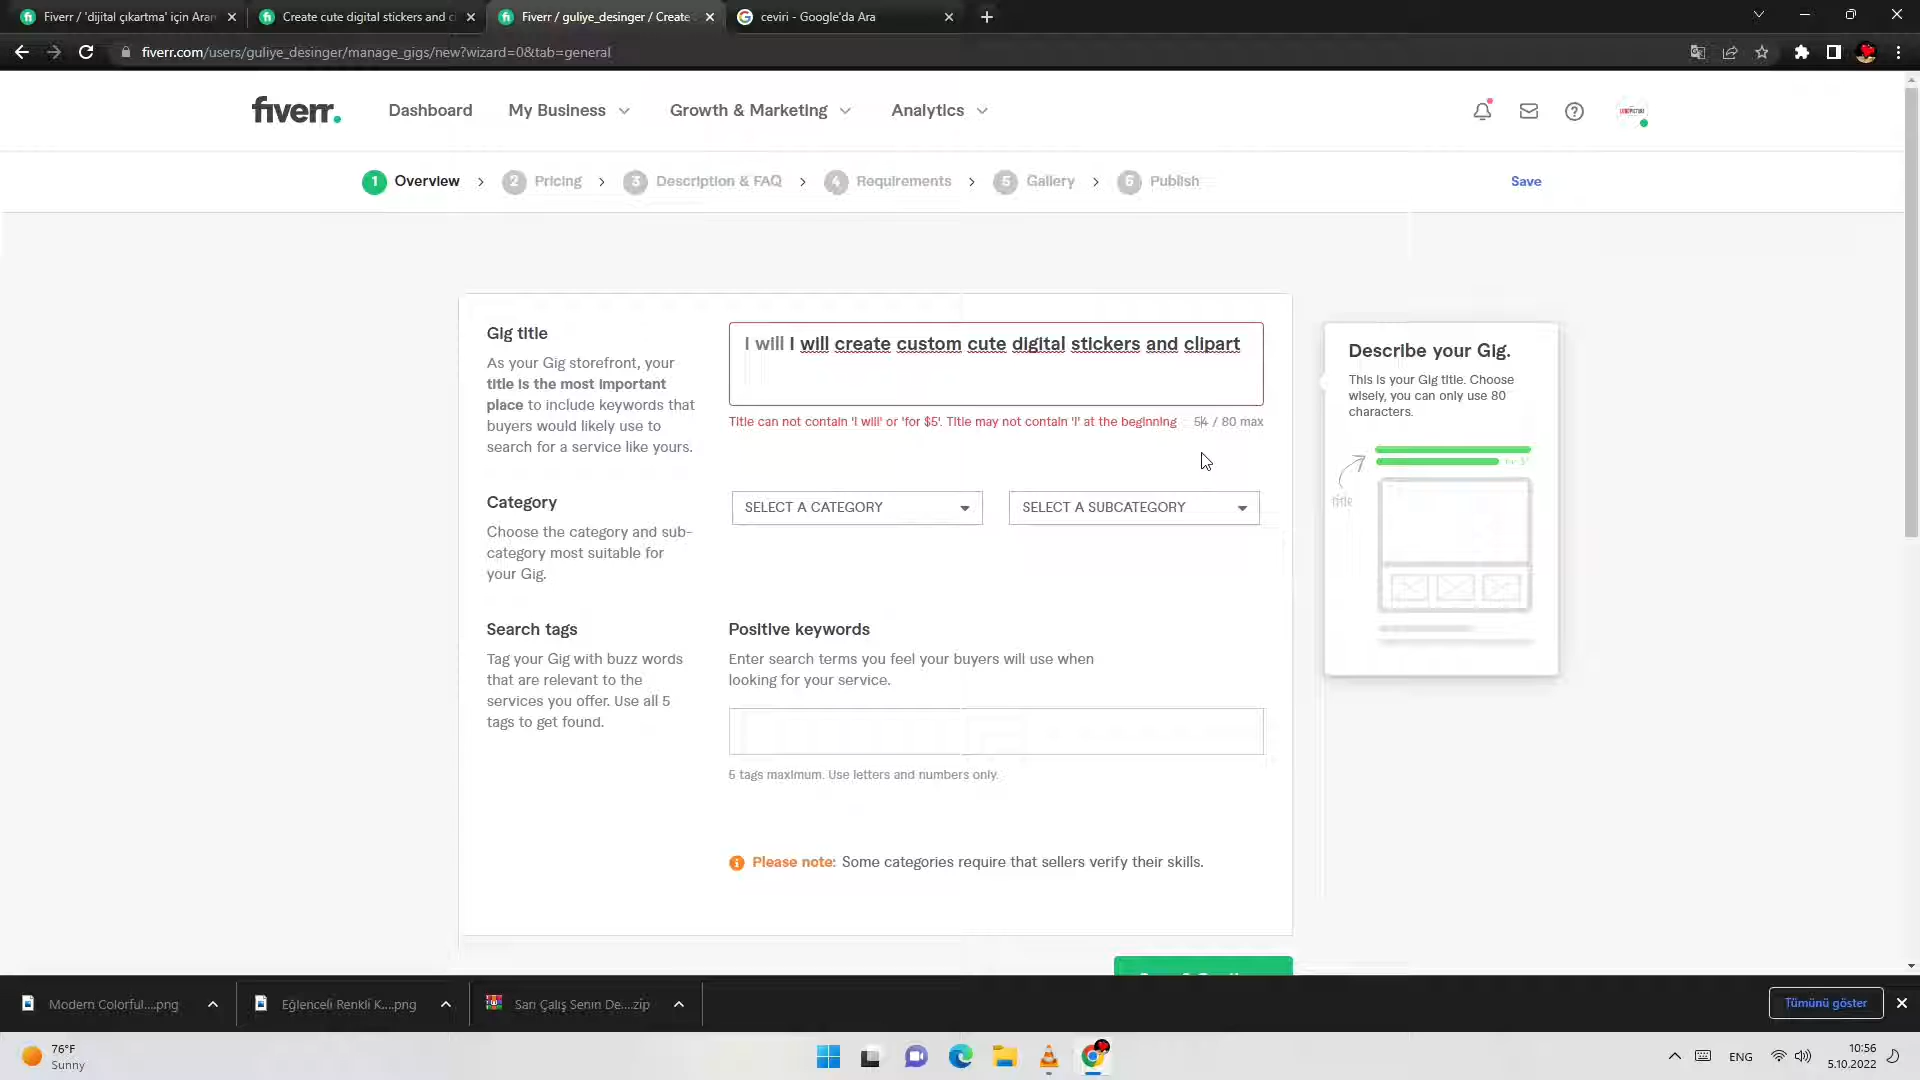 Fiverr / 'dijital çıkartma' için Aran
Create cute digital stickers and c
Fiverr / guliye_desinger / Create
ceviri - Google'da Ara
fiverr.com/users/guliye_desinger/manage_gigs/new?wizard=0&tab=general
fiverr.
Dashboard
My Business
Growth & Marketing
Analytics
1 Overview
2 Pricing
3 Description & FAQ
4 Requirements
5 Gallery
6 Publish
Save
Gig title
As your Gig storefront, your
title is the most important
place to include keywords that
buyers would likely use to
search for a service like yours.
I will I will create custom cute digital stickers and clipart
Title can not contain 'I will' or 'for $5'. Title may not contain 'I' at the beginning
54 / 80 max
Describe your Gig.
This is your Gig title. Choose
wisely, you can only use 80
characters.
title
Category
Choose the category and sub-
category most suitable for
your Gig.
SELECT A CATEGORY
SELECT A SUBCATEGORY
Search tags
Tag your Gig with buzz words
that are relevant to the
services you offer. Use all 5
tags to get found.
Positive keywords
Enter search terms you feel your buyers will use when
looking for your service.
5 tags maximum. Use letters and numbers only.
Please note: Some categories require that sellers verify their skills.
Modern Colorful....png
Eğlenceli Renkli K....png
Sarı Çalış Senin De....zip
Tümünü göster
76°F
Sunny
ENG
10:56
5.10.2022